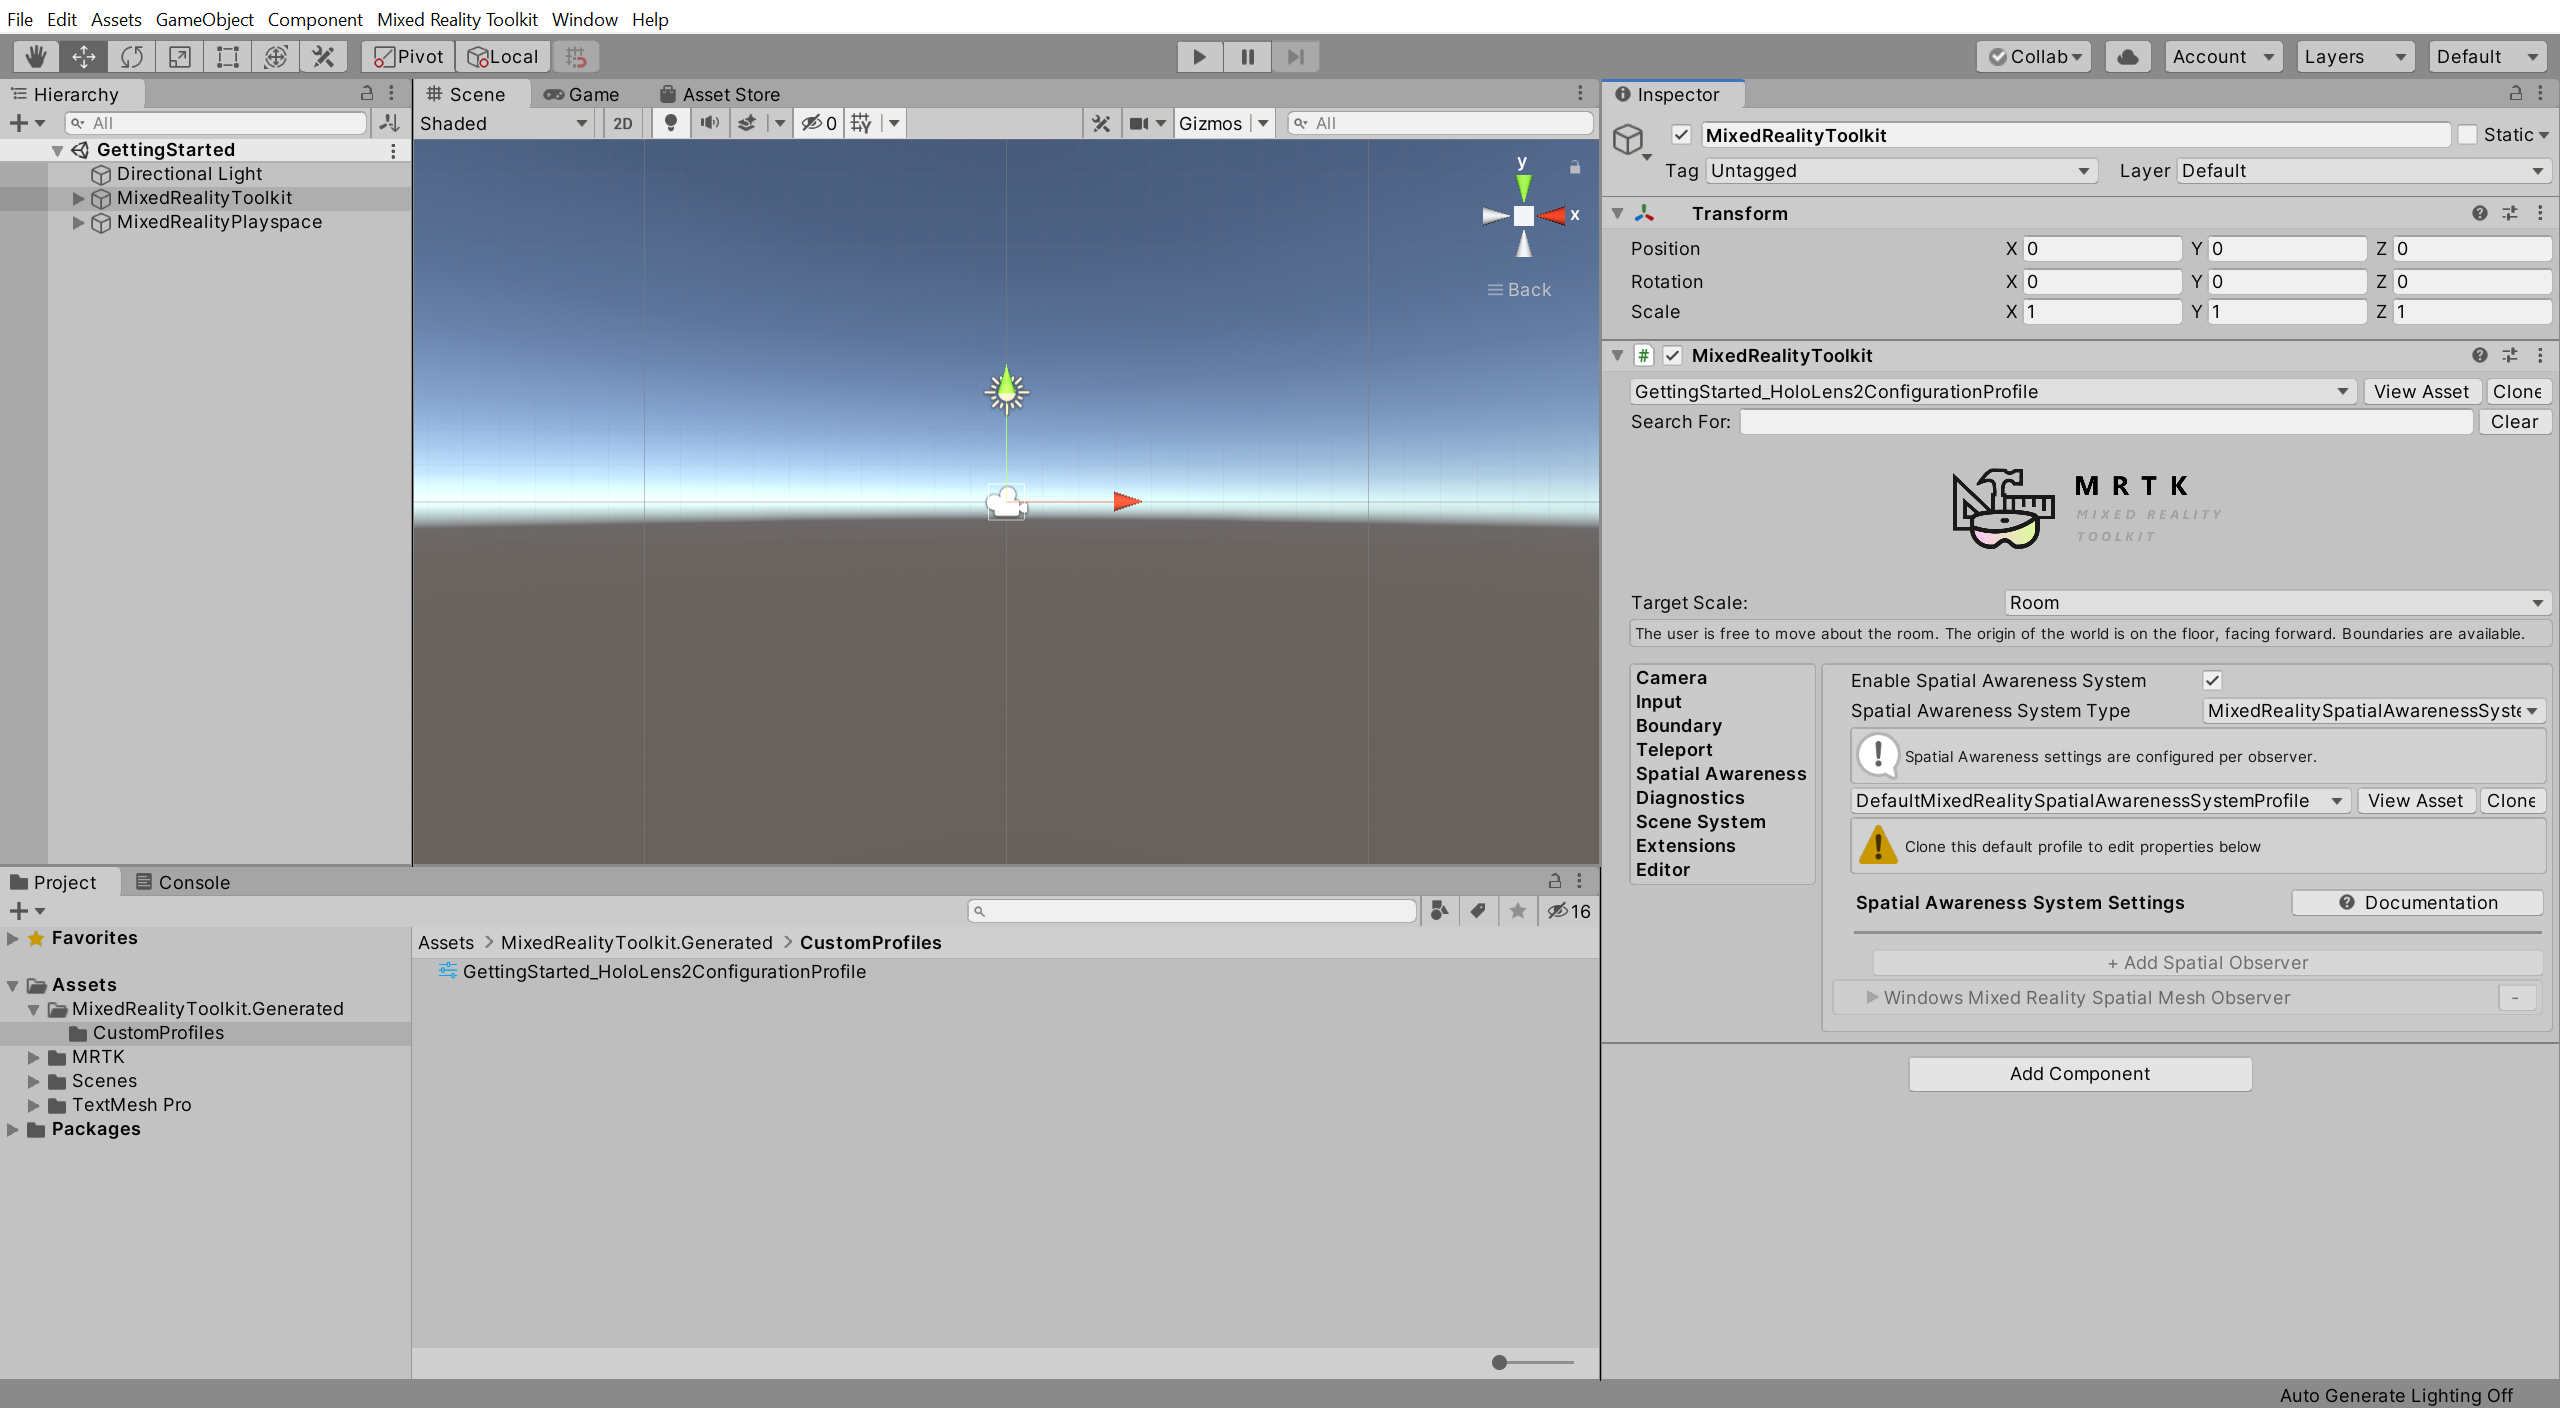 File Edit Assets GameObject Component Mixed Reality Toolkit Window Help
Pivot Local Collab Account Layers Default
Hierarchy
All
GettingStarted
Directional Light
MixedRealityToolkit
MixedRealityPlayspace
Scene Game Asset Store
Shaded 2D 0 Gizmos All
y
x
Back
Project Console
16
Favorites
Assets
MixedRealityToolkit.Generated
CustomProfiles
MRTK
Scenes
TextMesh Pro
Packages
Assets > MixedRealityToolkit.Generated > CustomProfiles
GettingStarted_HoloLens2ConfigurationProfile
Inspector
MixedRealityToolkit Static
Tag Untagged Layer Default
Transform
Position X 0 Y 0 Z 0
Rotation X 0 Y 0 Z 0
Scale X 1 Y 1 Z 1
# MixedRealityToolkit
GettingStarted_HoloLens2ConfigurationProfile View Asset Clone
Search For: Clear
MRTK
MIXED REALITY
TOOLKIT
Target Scale: Room
The user is free to move about the room. The origin of the world is on the floor, facing forward. Boundaries are available.
Camera
Input
Boundary
Teleport
Spatial Awareness
Diagnostics
Scene System
Extensions
Editor
Enable Spatial Awareness System
Spatial Awareness System Type MixedRealitySpatialAwarenessSyste
Spatial Awareness settings are configured per observer.
DefaultMixedRealitySpatialAwarenessSystemProfile View Asset Clone
Clone this default profile to edit properties below
Spatial Awareness System Settings Documentation
+ Add Spatial Observer
Windows Mixed Reality Spatial Mesh Observer -
Add Component
Auto Generate Lighting Off